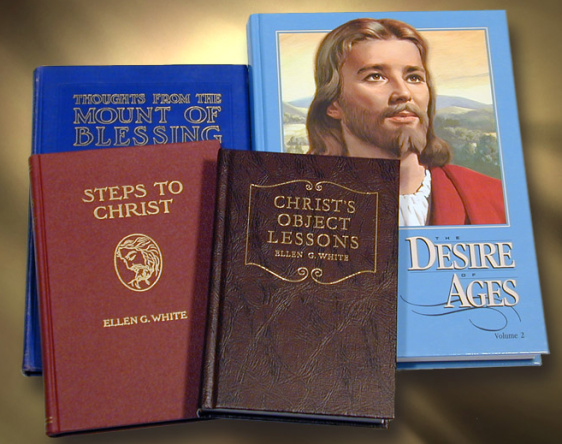 THOUGHTS FROM THE
MOUNT OF
BLESSING
STEPS TO
CHRIST
ELLEN G. WHITE
CHRIST'S
OBJECT
LESSONS
ELLEN G. WHITE
THE
DESIRE
OF
AGES
Volume 2